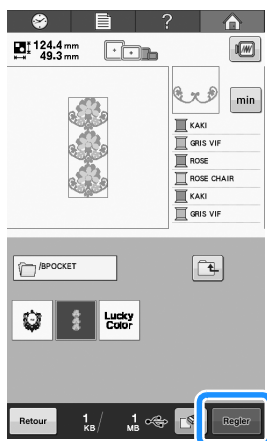 ?
124.4 mm
49.3 mm
min
KAKI
GRIS VIF
ROSE
ROSE CHAIR
KAKI
GRIS VIF
/BPOCKET
Lucky
Color
Retour
1 KB / 1 MB
Regler